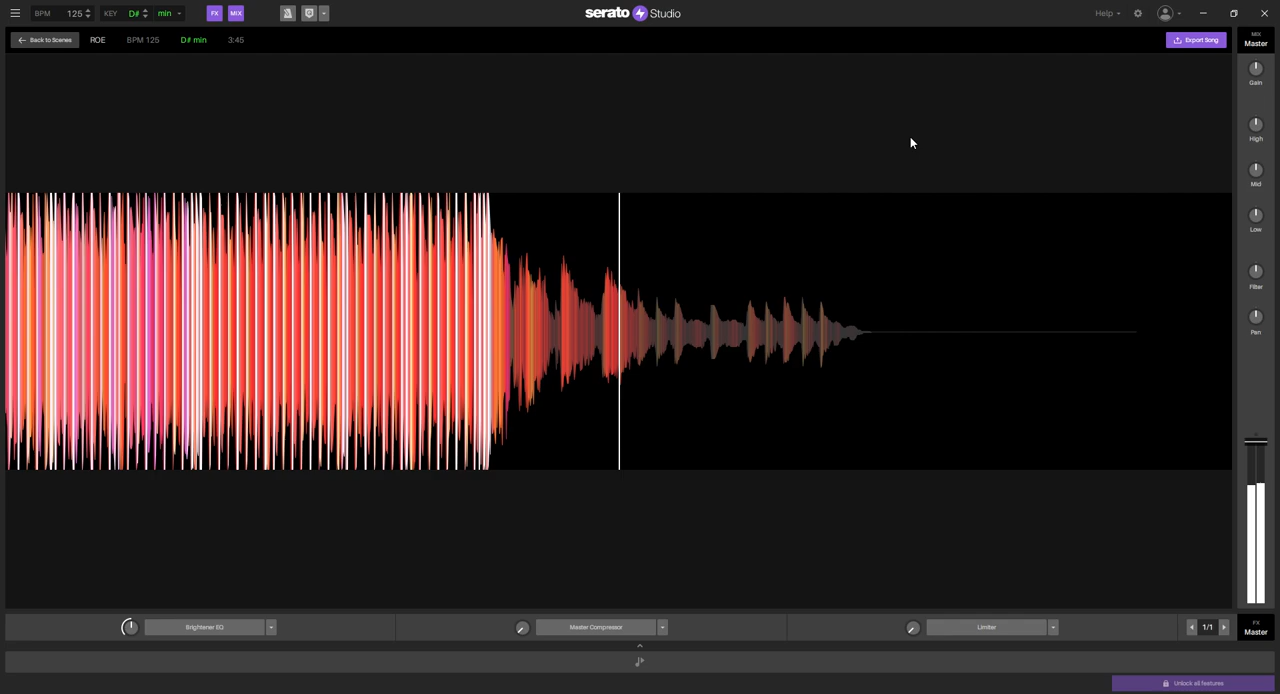 BPM 125 KEY D# min FX MIX serato Studio Help
Back to Scenes ROE BPM 125 D# min 3:45 Export Song MIX
Master
Gain
High
Mid
Low
Filter
Pan
Brightener EQ Master Compressor Limiter 1/1 FX
Master
Unlock all features